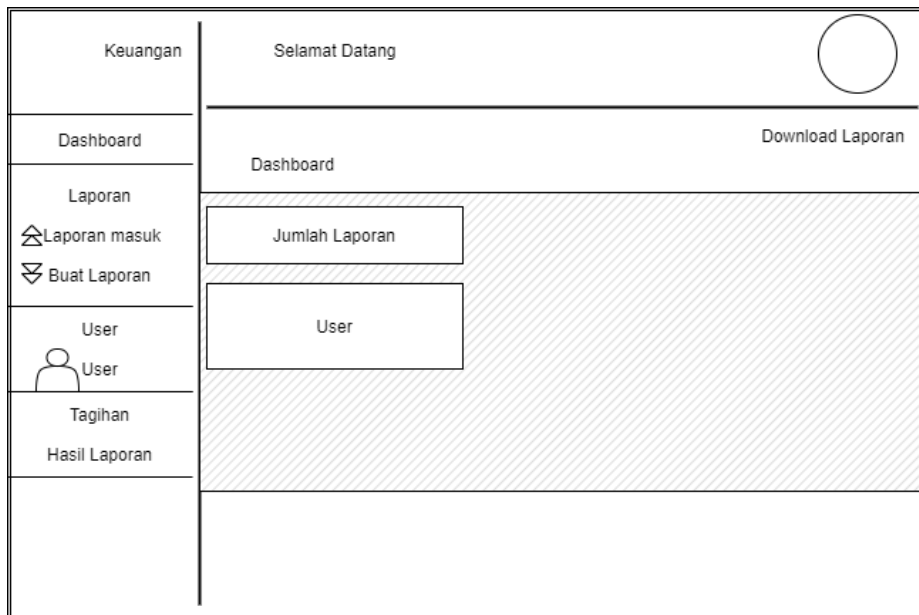 Keuangan
Selamat Datang
Dashboard
Laporan
Laporan masuk
Buat Laporan
User
User
Tagihan
Hasil Laporan
Download Laporan
Dashboard
Jumlah Laporan
User